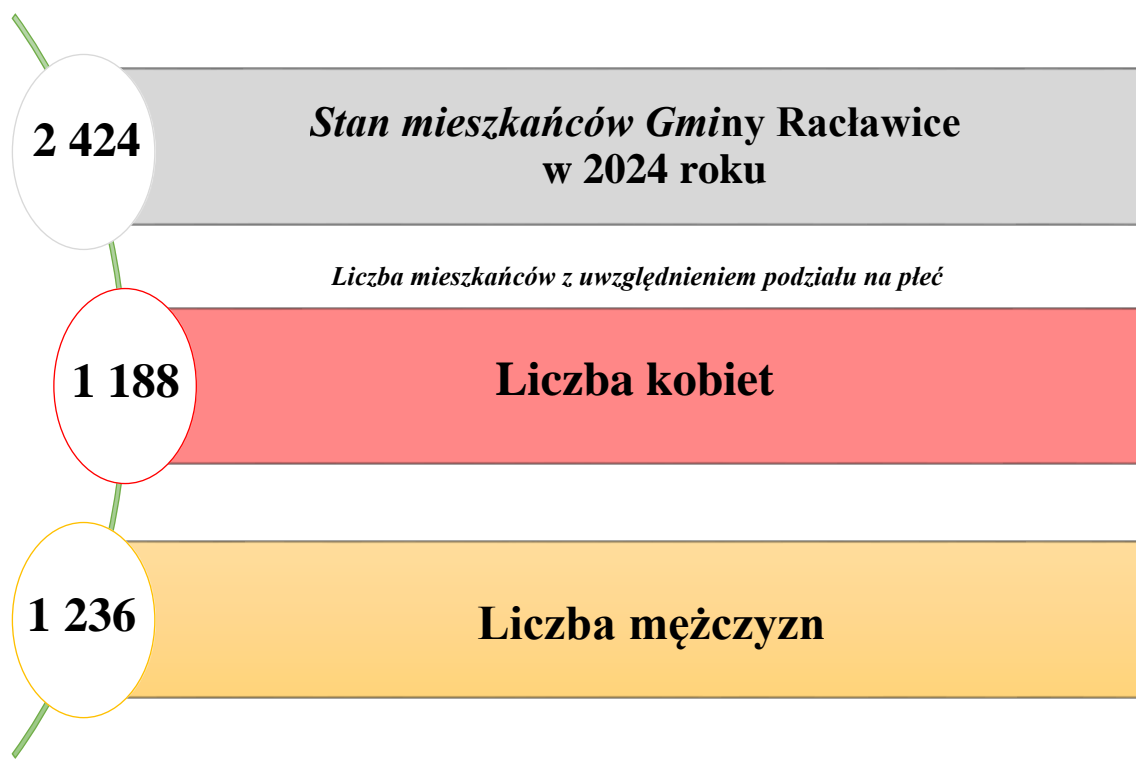 2 424
Stan mieszkańców Gminy Racławice
w 2024 roku
Liczba mieszkańców z uwzględnieniem podziału na płeć
1 188
Liczba kobiet
1 236
Liczba mężczyzn